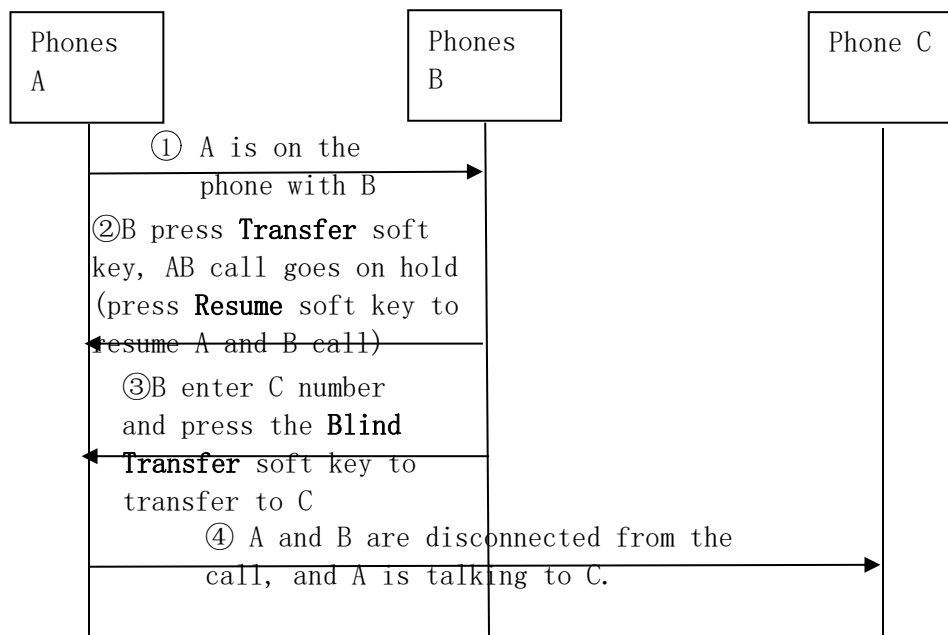 Phones
A
Phones
B
Phone C
① A is on the
phone with B
②B press Transfer soft
key, AB call goes on hold
(press Resume soft key to
resume A and B call)
③B enter C number
and press the Blind
Transfer soft key to
transfer to C
④ A and B are disconnected from the
call, and A is talking to C.